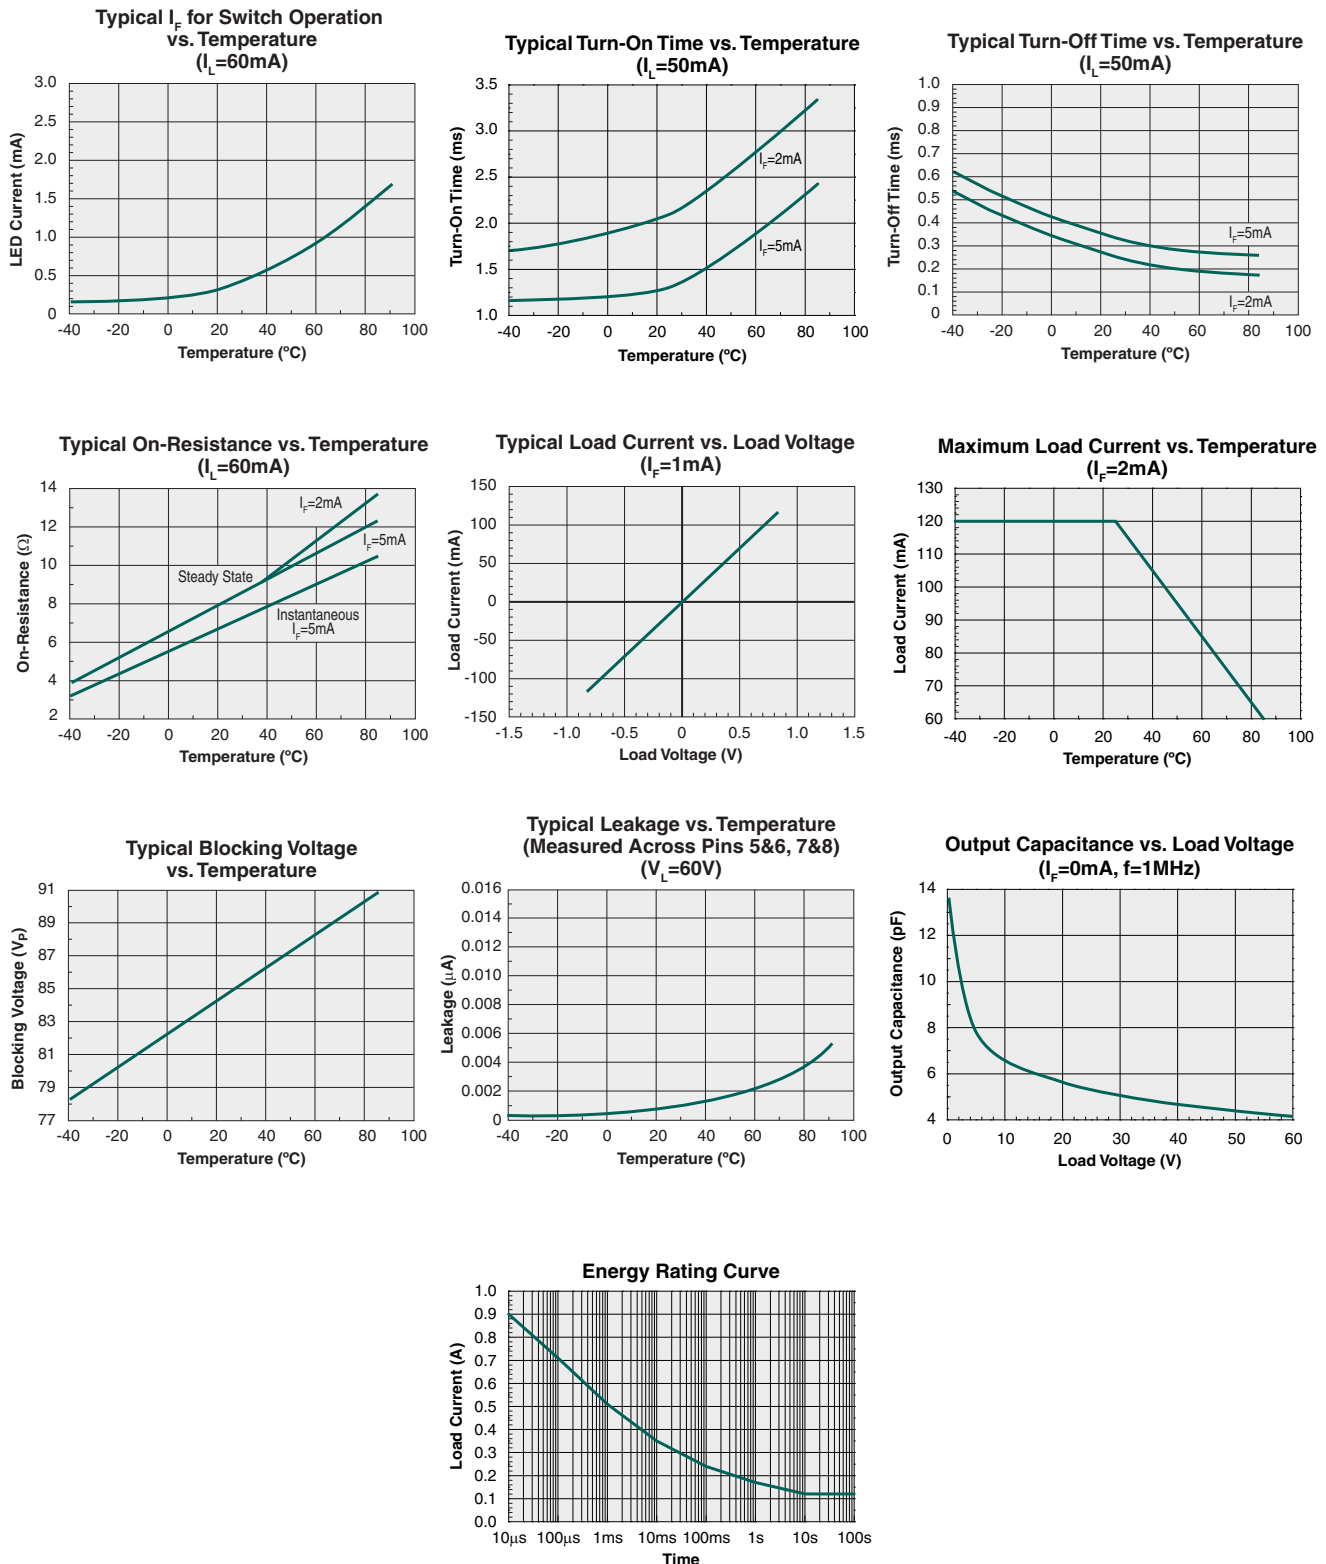 Typical IF for Switch Operation
vs. Temperature
(IL=60mA)
3.0
2.5
2.0
1.5
1.0
0.5
0
LED Current (mA)
-40 -20 0 20 40 60 80 100
Temperature (ºC)
Typical Turn-On Time vs. Temperature
(IL=50mA)
3.5
3.0
2.5
2.0
1.5
1.0
Turn-On Time (ms)
IF=2mA
IF=5mA
-40 -20 0 20 40 60 80 100
Temperature (ºC)
Typical Turn-Off Time vs. Temperature
(IL=50mA)
1.0
0.9
0.8
0.7
0.6
0.5
0.4
0.3
0.2
0.1
0
Turn-Off Time (ms)
IF=5mA
IF=2mA
-40 -20 0 20 40 60 80 100
Temperature (ºC)
Typical On-Resistance vs. Temperature
(IL=60mA)
14
12
10
8
6
4
2
On-Resistance (Ω)
IF=2mA
IF=5mA
Steady State
Instantaneous
IF=5mA
-40 -20 0 20 40 60 80 100
Temperature (ºC)
Typical Load Current vs. Load Voltage
(IF=1mA)
150
100
50
0
-50
-100
-150
Load Current (mA)
-1.5 -1.0 -0.5 0 0.5 1.0 1.5
Load Voltage (V)
Maximum Load Current vs. Temperature
(IF=2mA)
130
120
110
100
90
80
70
60
Load Current (mA)
-40 -20 0 20 40 60 80 100
Temperature (ºC)
Typical Blocking Voltage
vs. Temperature
91
89
87
85
83
81
79
77
Blocking Voltage (VP)
-40 -20 0 20 40 60 80 100
Temperature (ºC)
Typical Leakage vs. Temperature
(Measured Across Pins 5&6, 7&8)
(VL=60V)
0.016
0.014
0.012
0.010
0.008
0.006
0.004
0.002
0
Leakage (μA)
-40 -20 0 20 40 60 80 100
Temperature (ºC)
Output Capacitance vs. Load Voltage
(IF=0mA, f=1MHz)
14
12
10
8
6
4
Output Capacitance (pF)
0 10 20 30 40 50 60
Load Voltage (V)
Energy Rating Curve
1.0
0.9
0.8
0.7
0.6
0.5
0.4
0.3
0.2
0.1
0.0
Load Current (A)
10μs 100μs 1ms 10ms 100ms 1s 10s 100s
Time